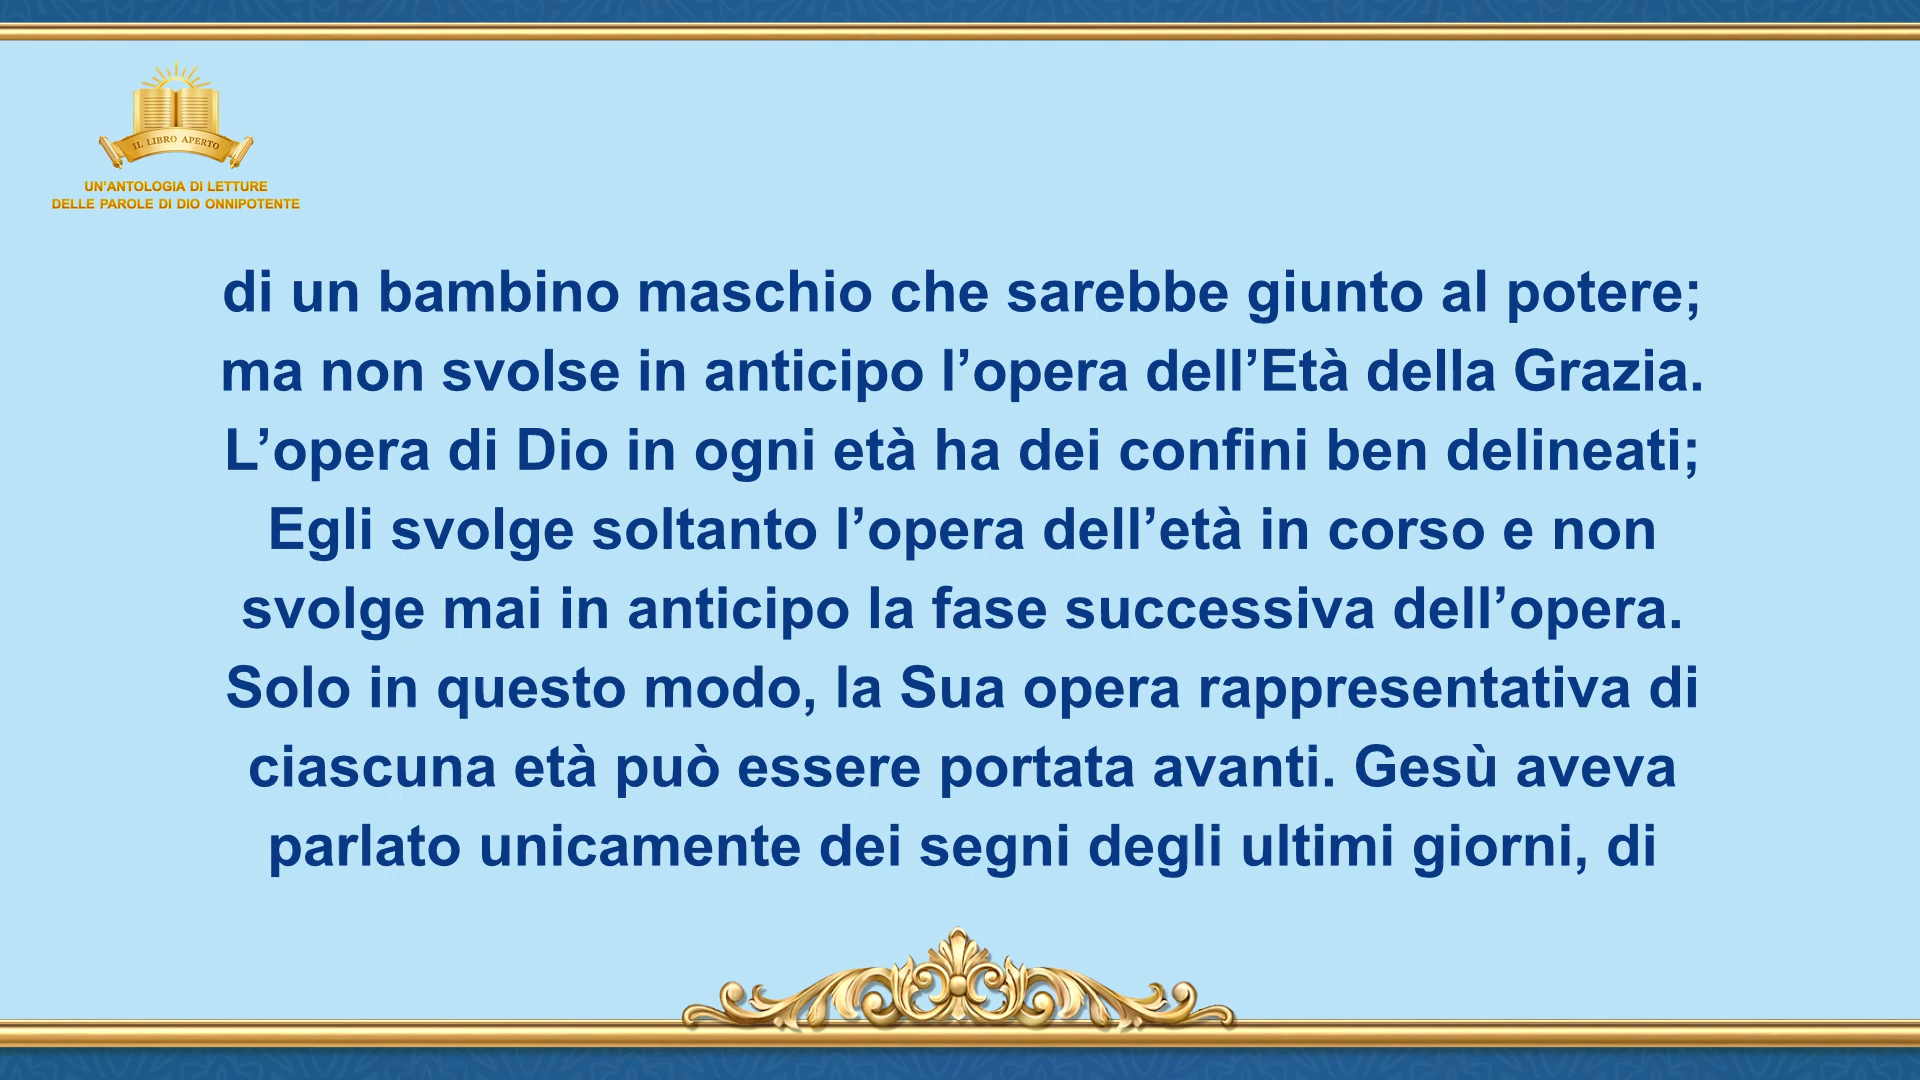 IL LIBRO APERTO
UN’ANTOLOGIA DI LETTURE
DELLE PAROLE DI DIO ONNIPOTENTE
di un bambino maschio che sarebbe giunto al potere;
ma non svolse in anticipo l’opera dell’Età della Grazia.
L’opera di Dio in ogni età ha dei confini ben delineati;
Egli svolge soltanto l’opera dell’età in corso e non
svolge mai in anticipo la fase successiva dell’opera.
Solo in questo modo, la Sua opera rappresentativa di
ciascuna età può essere portata avanti. Gesù aveva
parlato unicamente dei segni degli ultimi giorni, di